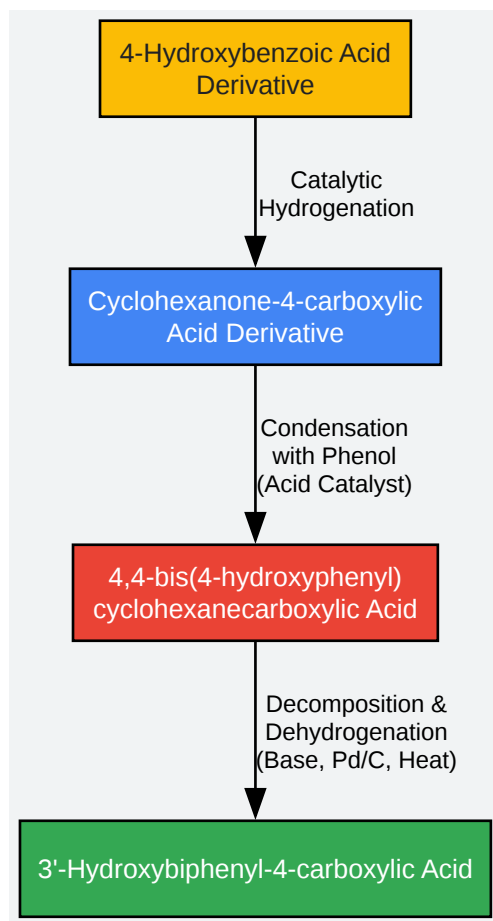 4-Hydroxybenzoic Acid
Derivative
Catalytic
Hydrogenation
Cyclohexanone-4-carboxylic
Acid Derivative
Condensation
with Phenol
(Acid Catalyst)
4,4-bis(4-hydroxyphenyl)
cyclohexanecarboxylic Acid
Decomposition &
Dehydrogenation
(Base, Pd/C, Heat)
3'-Hydroxybiphenyl-4-carboxylic Acid